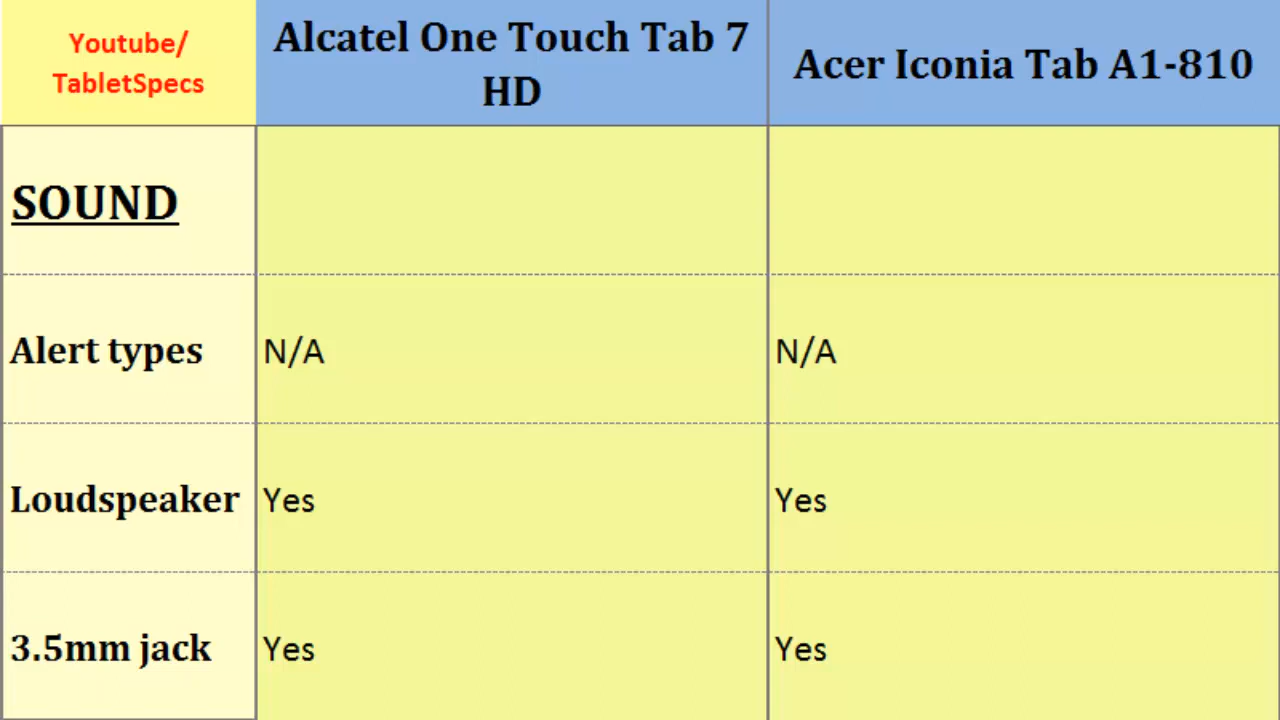 Youtube/
TabletSpecs
Alcatel One Touch Tab 7
HD
Acer Iconia Tab A1-810
SOUND
Alert types N/A N/A
Loudspeaker Yes Yes
3.5mm jack Yes Yes